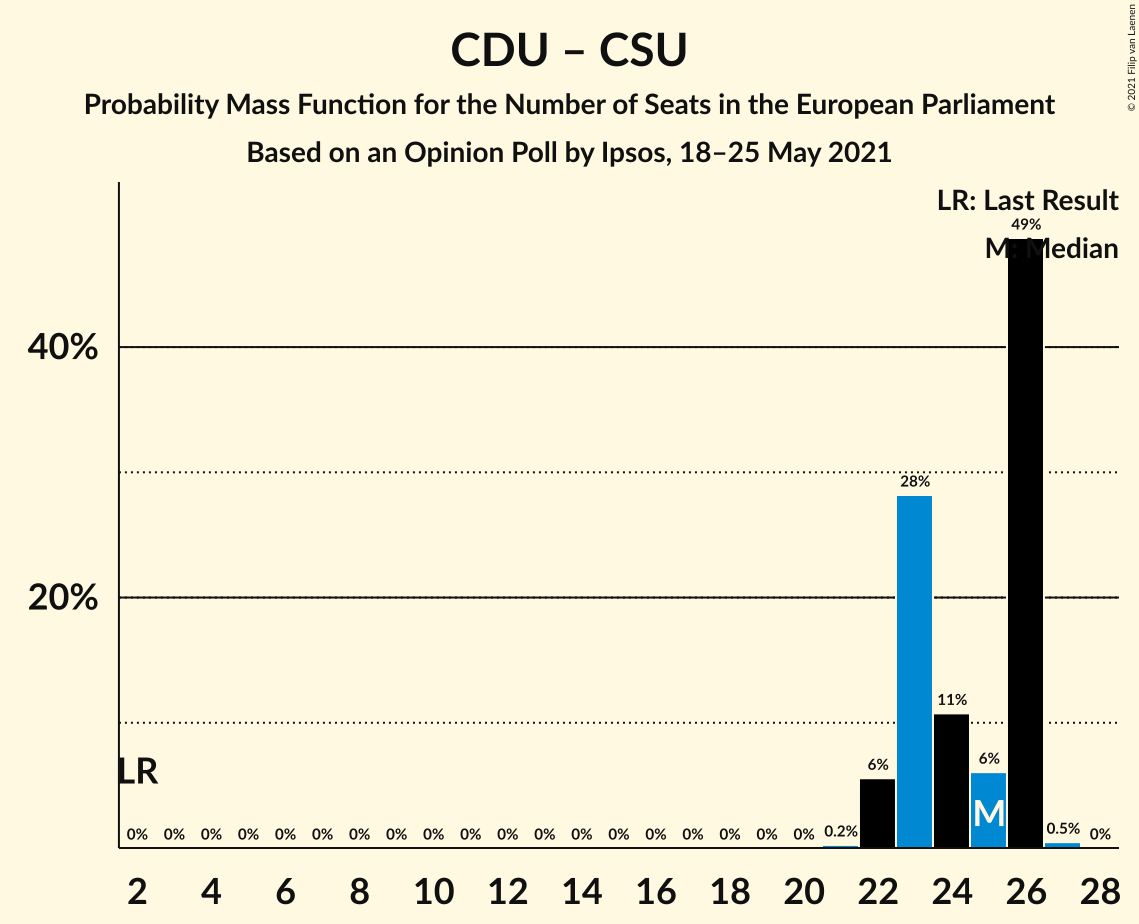 CDU – CSU
Probability Mass Function for the Number of Seats in the European Parliament
Based on an Opinion Poll by Ipsos, 18–25 May 2021
© 2021 Filip van Laenen
LR: Last Result
49%
M: Median
40%
28%
20%
11%
6%
6%
LR
M
0% 0% 0% 0% 0% 0% 0% 0% 0% 0% 0% 0% 0% 0% 0% 0% 0% 0% 0% 0.2% 0.5% 0%
2 4 6 8 10 12 14 16 18 20 22 24 26 28